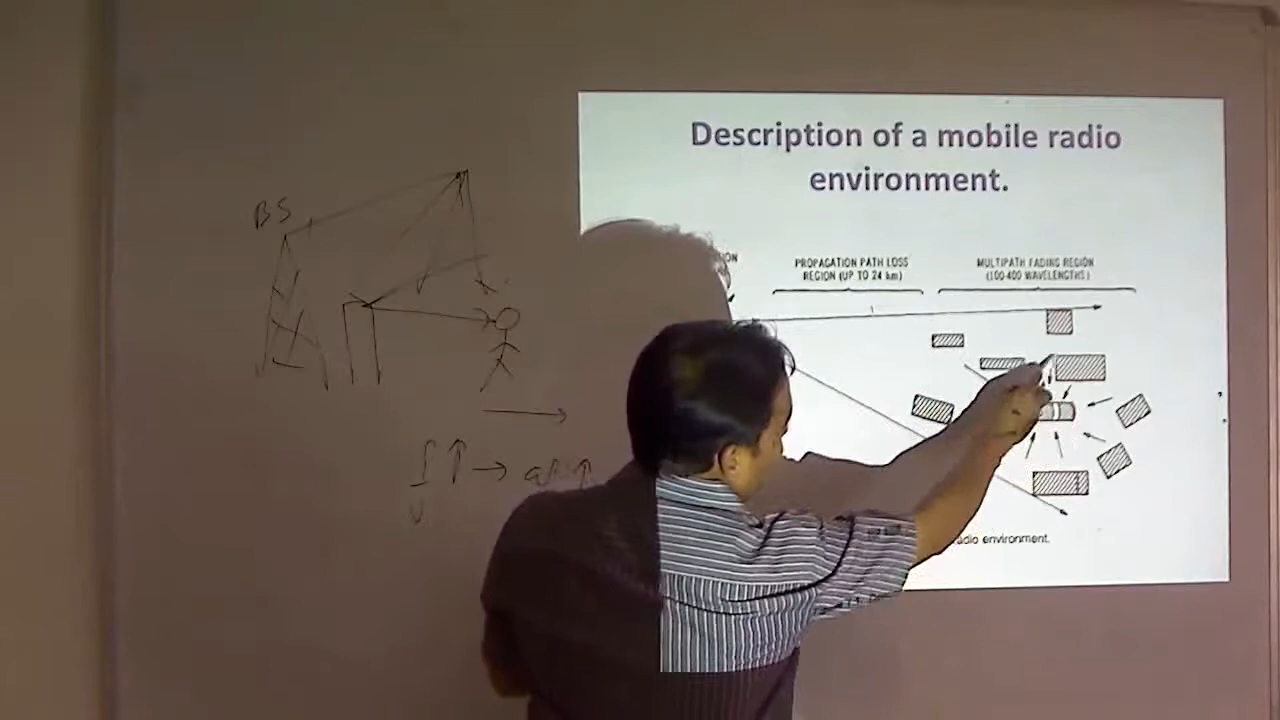 Description of a mobile radio
environment.
BS
ON
PROPAGATION PATH LOSS
REGION (UP TO 24 km)
MULTIPATH FADING REGION
(100-400 WAVELENGTHS)
f ↑ →
radio environment.